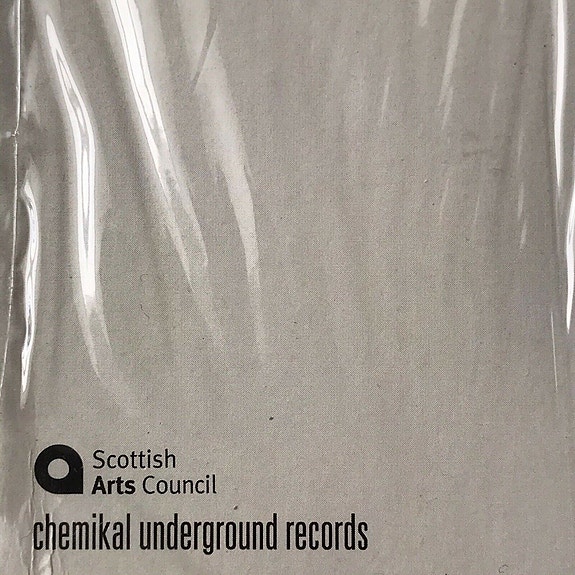 Scottish
Arts Council
chemikal underground records